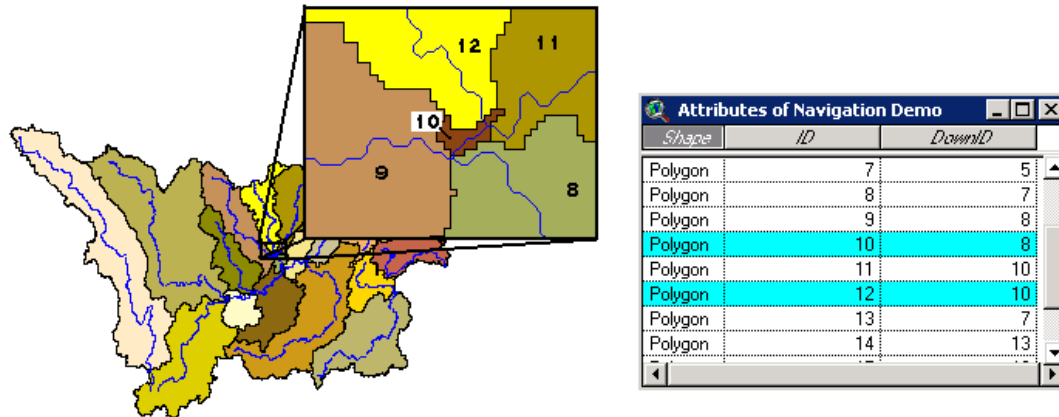 12
11
10
9
8
Attributes of Navigation Demo
Shape ID DownID
Polygon 7 5
Polygon 8 7
Polygon 9 8
Polygon 10 8
Polygon 11 10
Polygon 12 10
Polygon 13 7
Polygon 14 13